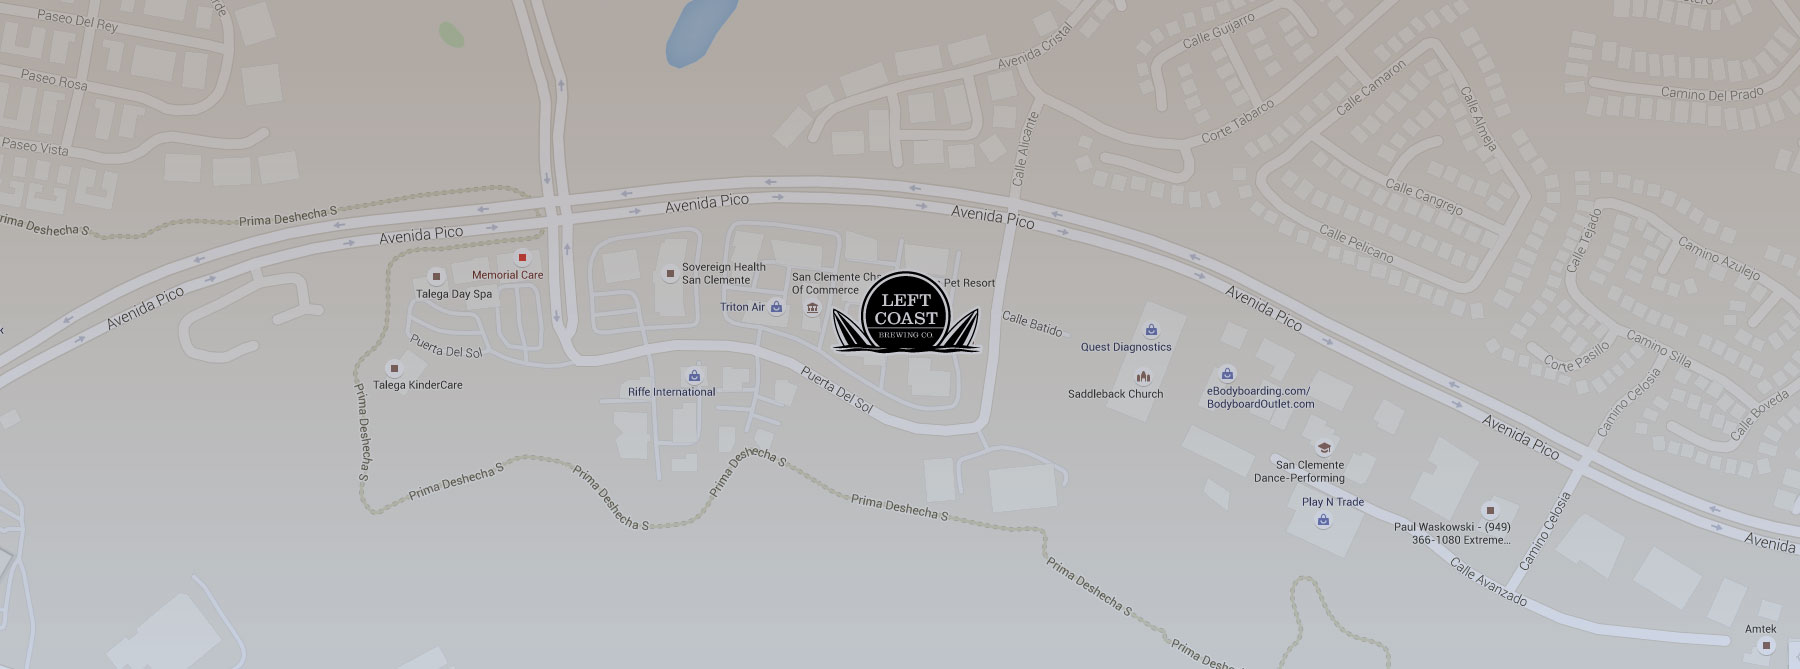 Paseo Del Rey
Paseo Rosa
Paseo Vista
Prima Deshecha S
Avenida Pico
Avenida Cristal
Calle Guijarro
Calle Camaron
Corte Tabarco
Calle Almeja
Camino Del Prado
Calle Alicante
Calle Cangrejo
Calle Pelicano
Calle Tejado
Camino Azulejo
Prima Deshecha S
Avenida Pico
Avenida Pico
Avenida Pico
Memorial Care
Talega Day Spa
Sovereign Health
San Clemente
San Clemente Cha
Of Commerce
Triton Air
Pet Resort
LEFT
COAST
BREWING CO.
Calle Batido
Avenida Pico
Quest Diagnostics
Saddleback Church
eBodyboarding.com/
BodyboardOutlet.com
Corte Pasillo
Camino Silla
Camino Celosia
Calle Boveda
Puerta Del Sol
Talega KinderCare
Riffe International
Puerta Del Sol
Prima Deshecha S
Prima Deshecha S
Prima Deshecha S
Prima Deshecha S
Prima Deshecha S
Avenida Pico
San Clemente
Dance-Performing
Play N Trade
Paul Waskowski - (949)
366-1080 Extreme...
Camino Celosia
Avenida
Calle Avanzado
Prima Deshecha S
Prima Deshe
Amtek